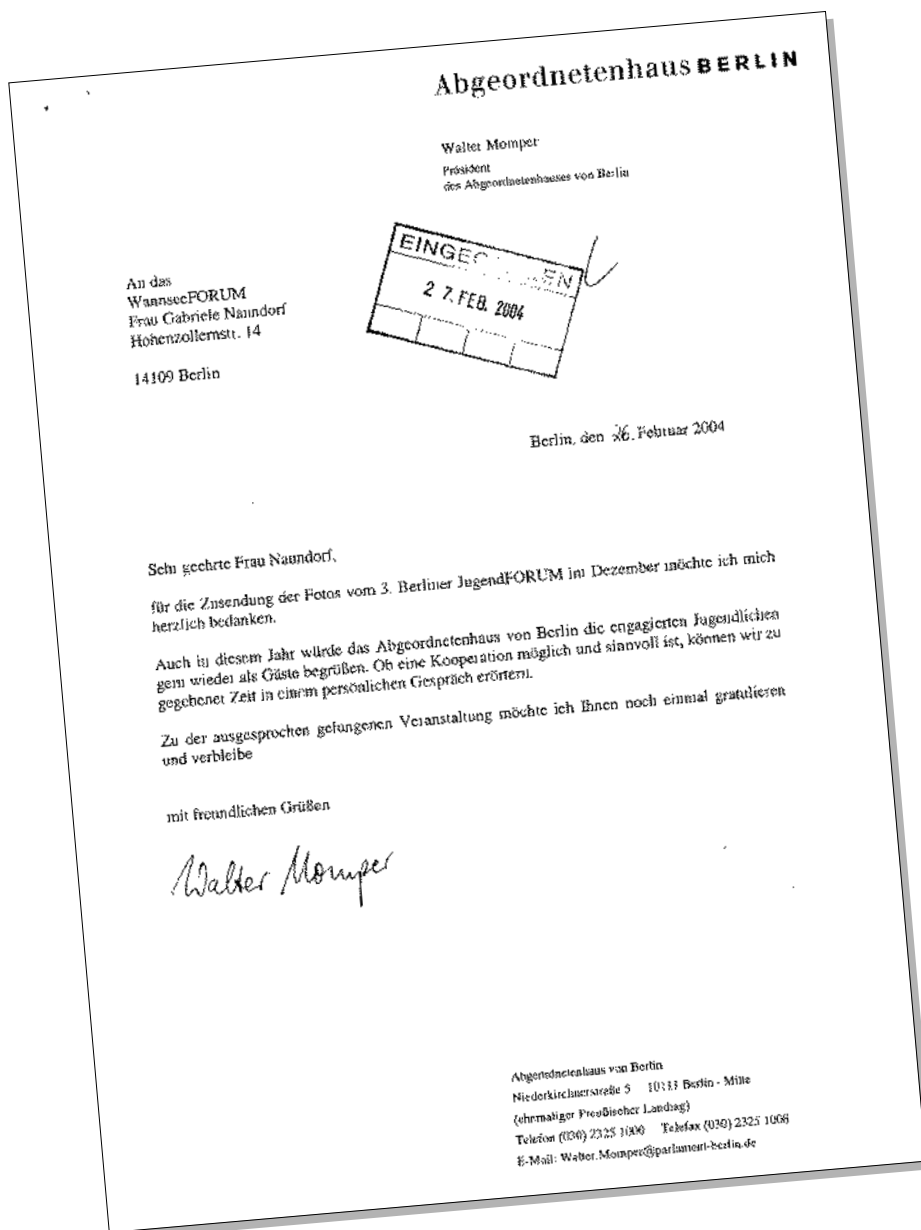 Abgeordnetenhaus BERLIN
Walter Momper
Präsident
des Abgeordnetenhauses von Berlin
EINGEGANGEN
27. FEB. 2004
An das
WannseeFORUM
Frau Gabriele Naundorf
Hohenzollernstr. 14
14109 Berlin
Berlin, den 26. Februar 2004
Sehr geehrte Frau Naundorf,
für die Zusendung der Fotos vom 3. Berliner JugendFORUM im Dezember möchte ich mich
herzlich bedanken.
Auch in diesem Jahr würde das Abgeordnetenhaus von Berlin die engagierten Jugendlichen
gern wieder als Gäste begrüßen. Ob eine Kooperation möglich und sinnvoll ist, können wir zu
gegebener Zeit in einem persönlichen Gespräch erörtern.
Zu der ausgesprochen gelungenen Veranstaltung möchte ich Ihnen noch einmal gratulieren
und verbleibe
mit freundlichen Grüßen
Walter Momper
Abgeordnetenhaus von Berlin
Niederkirchnerstraße 5 Berlin - Mitte
(ehemaliger Preußischer Landtag)
Telefon (030) 2325 1000 Telefax (030) 2325 1008
E-Mail: Walter.Momper@parlament-berlin.de